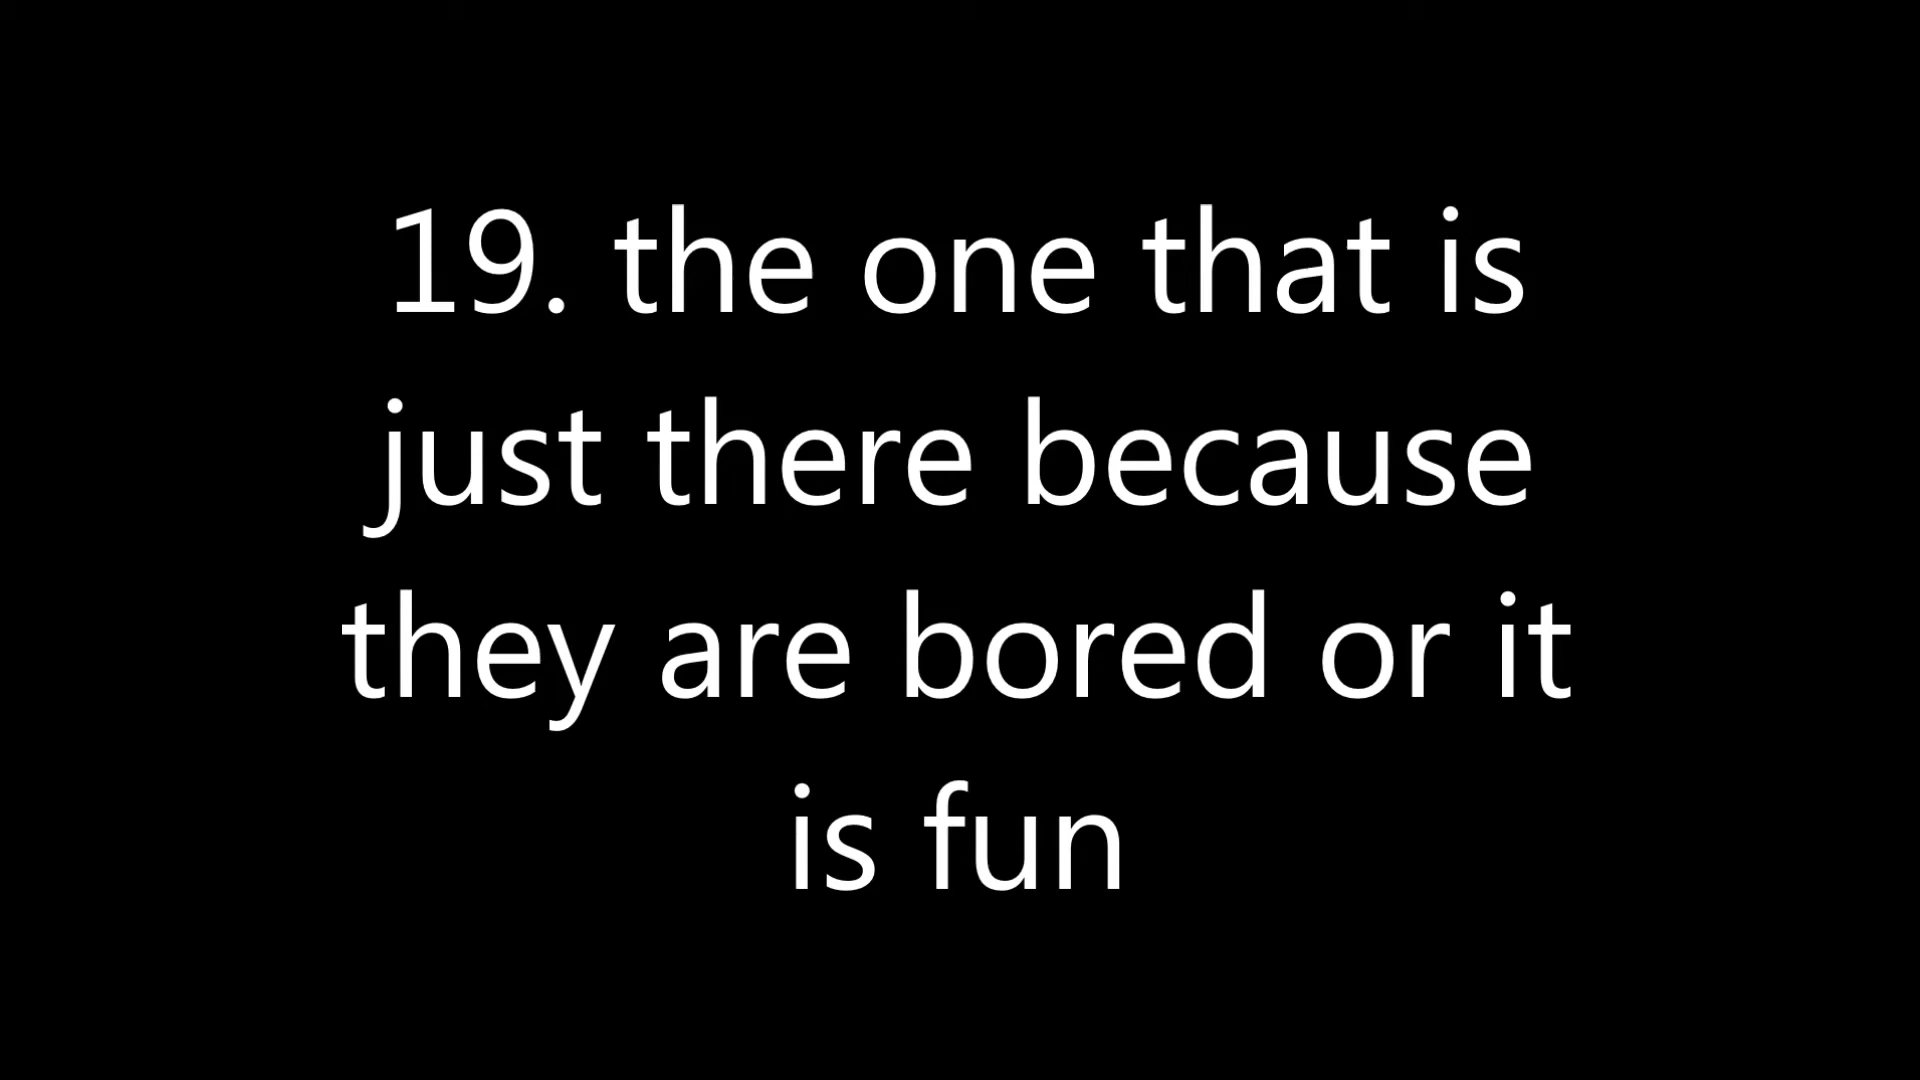 19. the one that is
just there because
they are bored or it
is fun